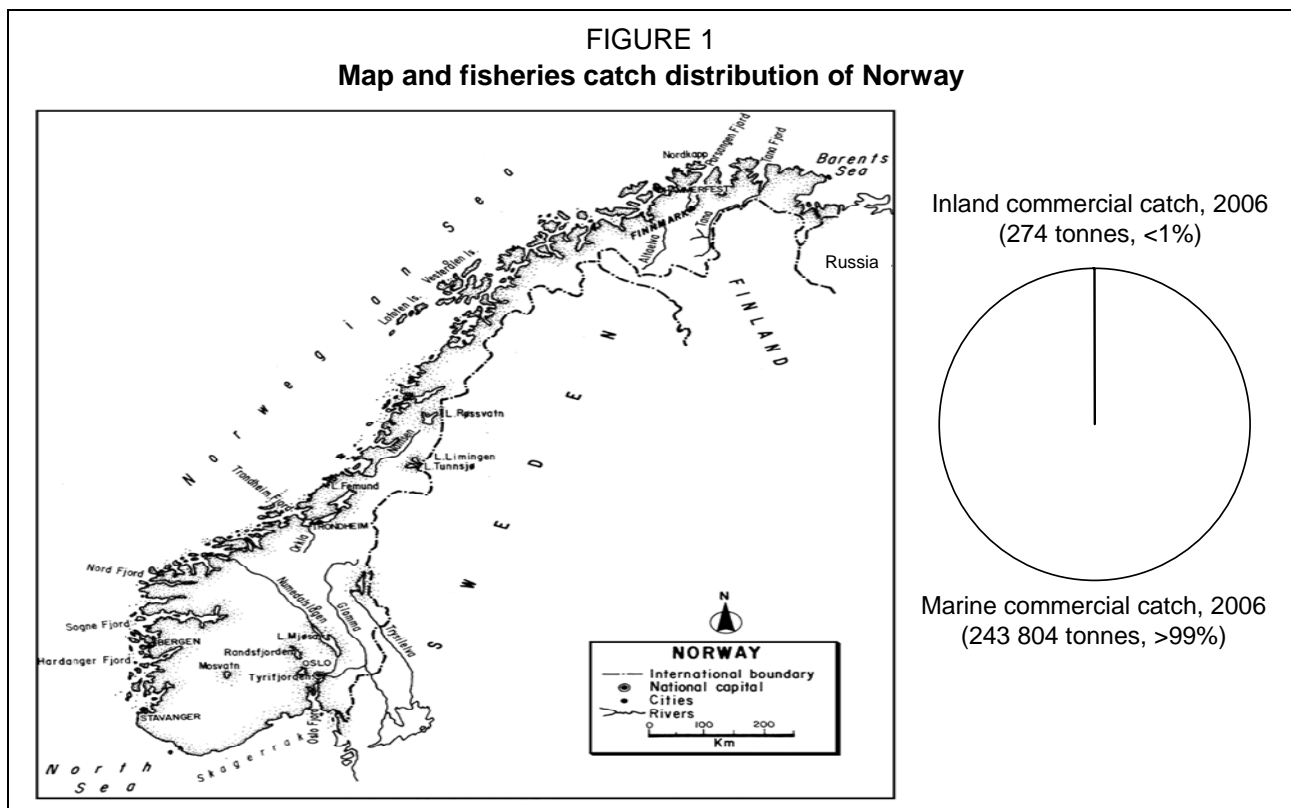 FIGURE 1
Map and fisheries catch distribution of Norway
Nordkapp
Porsangen Fjord
Tana Fjord
Barents
Sea
FINNMARK
Altaelva
Tana
Russia
FINLAND
Norwegian Sea
Vesterålen Is.
Lofoten Is.
SWEDEN
L. Røssvatn
Namsen
L. Limingen
L. Tunnsjø
L. Femund
Trondheim Fjord
TRONDHEIM
Orkla
Nord Fjord
Numedalslågen
Glomma
Trysilelva
Sogne Fjord
BERGEN
Hardanger Fjord
L. Mjøsa
Randsfjorden
OSLO
Mosvatn
Tyrifjorden
STAVANGER
Oslo Fjord
Skagerrak
North
Sea
N
NORWAY
International boundary
National capital
Cities
Rivers
0 100 200
Km
Inland commercial catch, 2006
(274 tonnes, <1%)
Marine commercial catch, 2006
(243 804 tonnes, >99%)